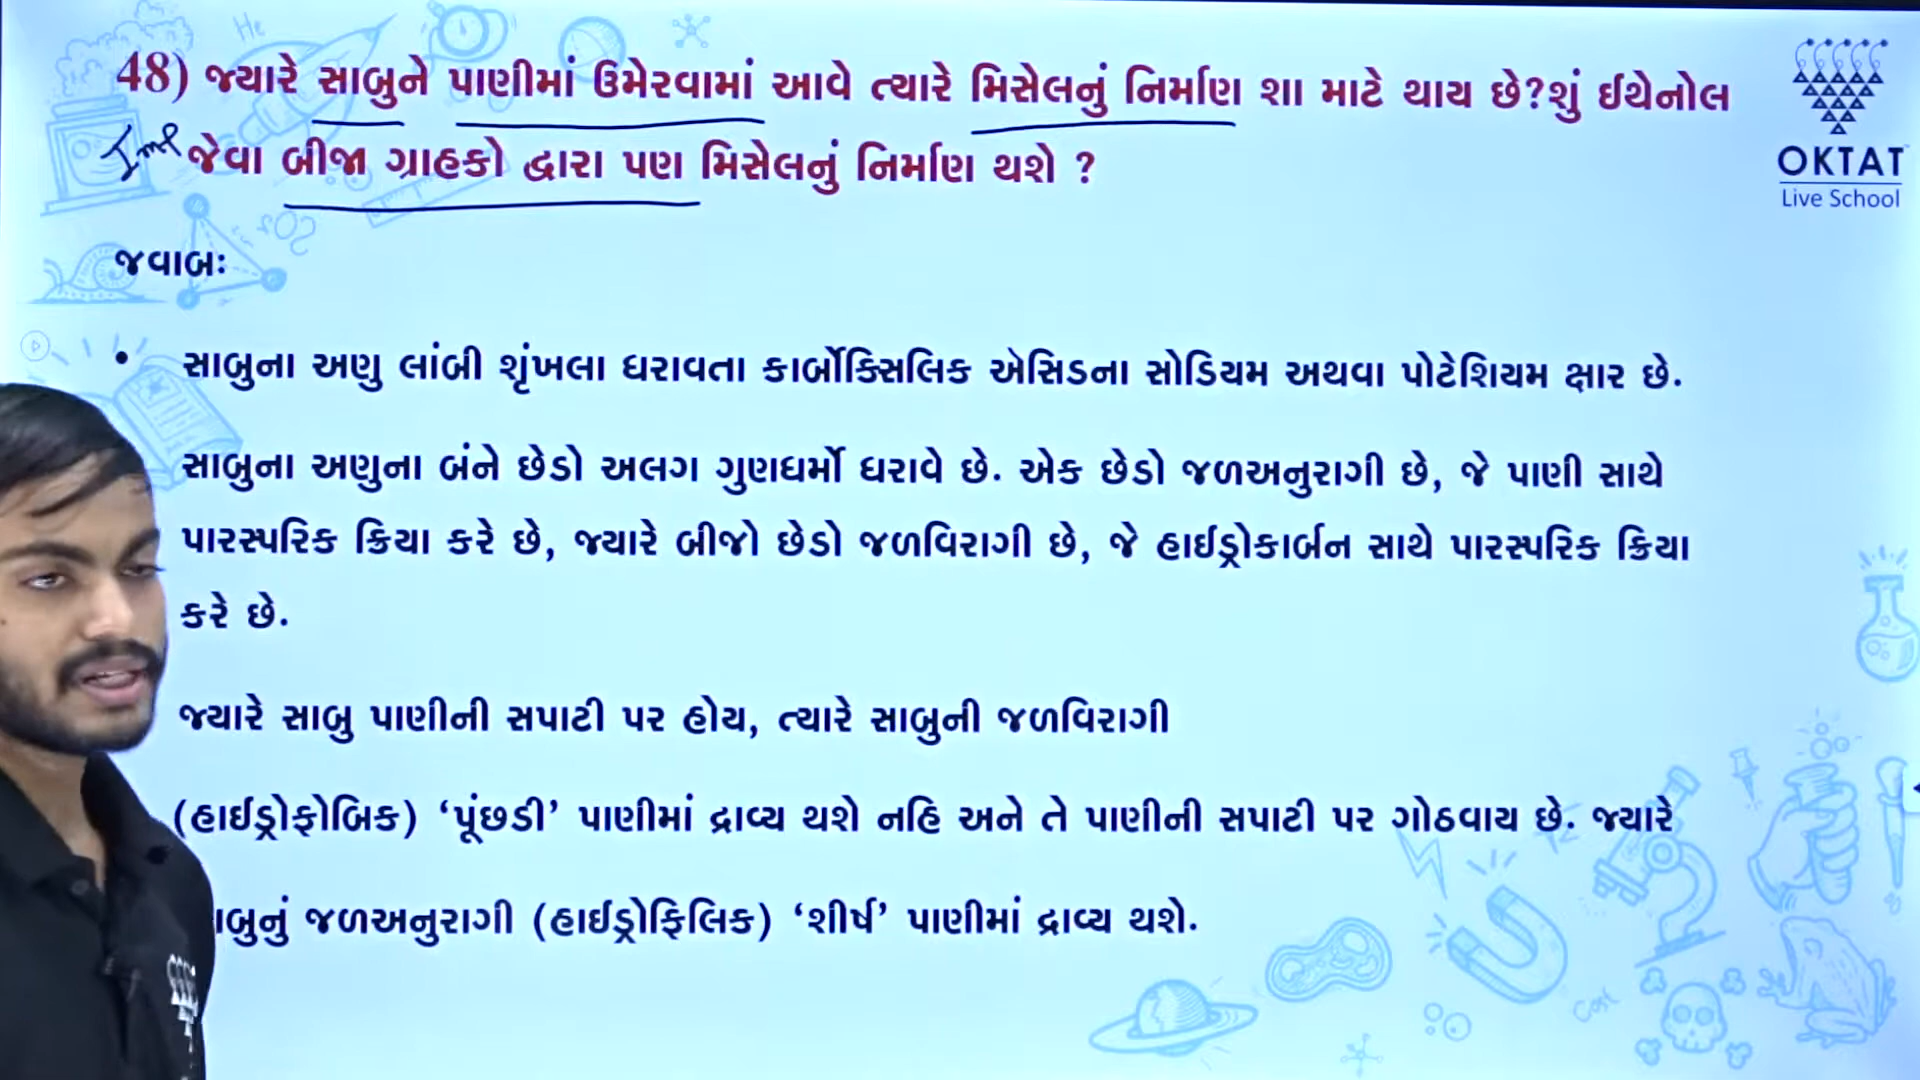 48) જ્યારે સાબુને પાણીમાં ઉમેરવામાં આવે ત્યારે મિસેલનું નિર્માણ શા માટે થાય છે?શું ઈથેનોલ
Imp જેવા બીજા ગ્રાહકો દ્વારા પણ મિસેલનું નિર્માણ થશે ?
OKTAT
Live School
જવાબઃ
• સાબુના અણુ લાંબી શૃંખલા ધરાવતા કાર્બોક્સિલિક એસિડના સોડિયમ અથવા પોટેશિયમ ક્ષાર છે.
સાબુના અણુના બંને છેડો અલગ ગુણધર્મો ધરાવે છે. એક છેડો જળઅનુરાગી છે, જે પાણી સાથે
પારસ્પરિક ક્રિયા કરે છે, જ્યારે બીજો છેડો જળવિરાગી છે, જે હાઈડ્રોકાર્બન સાથે પારસ્પરિક ક્રિયા
કરે છે.
જ્યારે સાબુ પાણીની સપાટી પર હોય, ત્યારે સાબુની જળવિરાગી
(હાઈડ્રોફોબિક) ‘પૂંછડી’ પાણીમાં દ્રાવ્ય થશે નહિ અને તે પાણીની સપાટી પર ગોઠવાય છે. જ્યારે
જળઅનુરાગી (હાઈડ્રોફિલિક) ‘શીર્ષ’ પાણીમાં દ્રાવ્ય થશે.